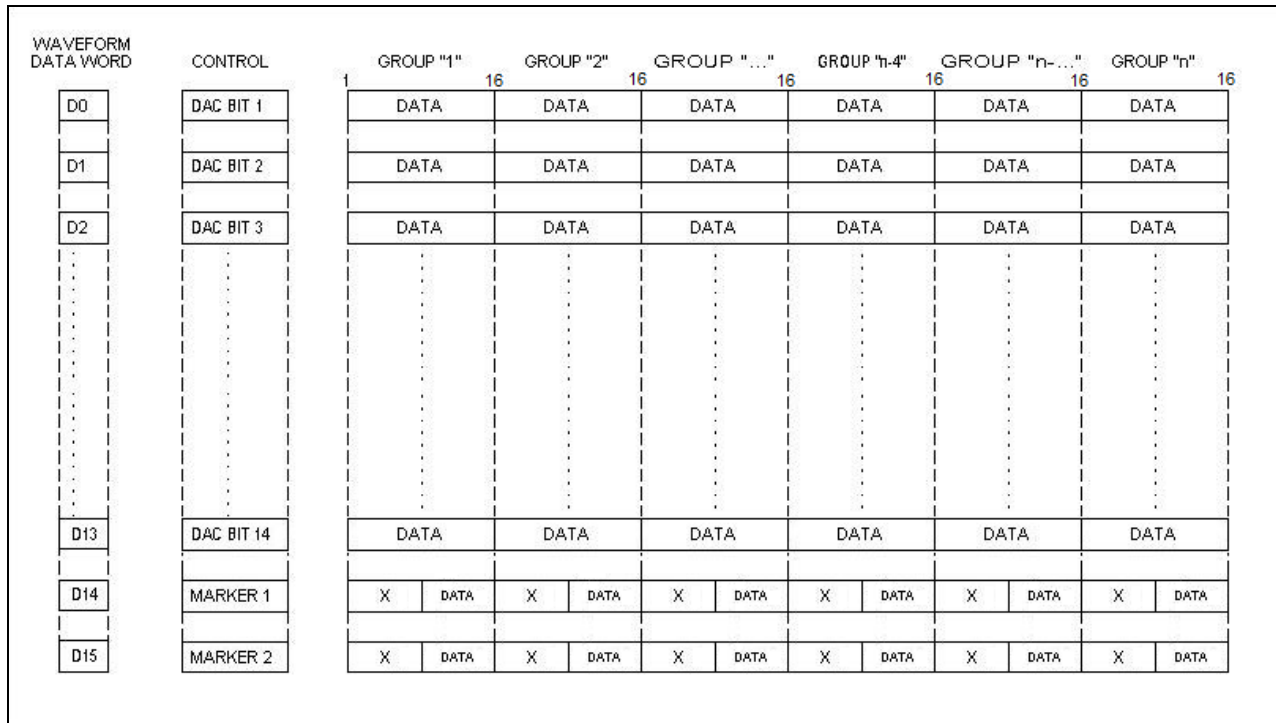 WAVEFORM
DATA WORD CONTROL GROUP "1" GROUP "2" GROUP "..." GROUP "n-4" GROUP "n-..." GROUP "n"
1 16 16 16 16 16 16
D0 DAC BIT 1 DATA DATA DATA DATA DATA DATA
D1 DAC BIT 2 DATA DATA DATA DATA DATA DATA
D2 DAC BIT 3 DATA DATA DATA DATA DATA DATA
D13 DAC BIT 14 DATA DATA DATA DATA DATA DATA
D14 MARKER 1 X DATA X DATA X DATA X DATA X DATA X DATA
D15 MARKER 2 X DATA X DATA X DATA X DATA X DATA X DATA